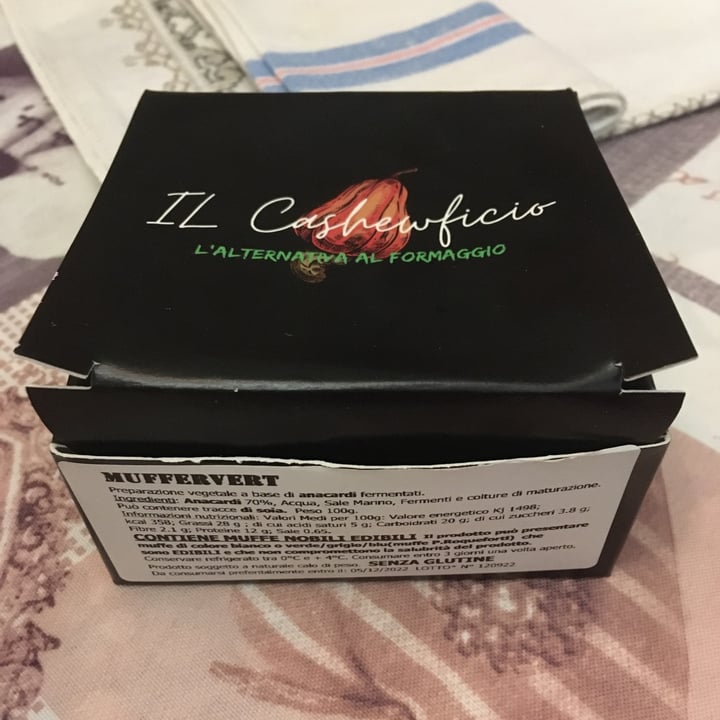 IL Cashewficio
L'ALTERNATIVA AL FORMAGGIO
MUFFERVERT
Preparazione vegetale a base di anacardi fermentati.
Ingredienti: Anacardi 70%, Acqua, Sale Marino, Fermenti e colture di maturazione.
Può contenere tracce di soia. Peso 100g.
Informazioni nutrizionali: Valori Medi per 100g: Valore energetico KJ 1498;
kcal 358; Grassi 28 g ; di cui acidi saturi 5 g; Carboidrati 20 g; di cui zuccheri 3.8 g;
Fibre 2.1 g; Proteine 12 g; Sale 0.65.
CONTIENE MUFFE NOBILI EDIBILI Il prodotto può presentare
muffe di colore bianco o verde/grigio/blu(muffe P.Roqueforti) che
sono EDIBILI e che non compromettono la salubrità del prodotto.
Conservare refrigerato tra 0°C e + 4°C. Consumare entro 3 giorni una volta aperto.
Prodotto soggetto a naturale calo di peso. SENZA GLUTINE
Da consumarsi preferibilmente entro il: 05/12/2022 LOTTO* N° 120922